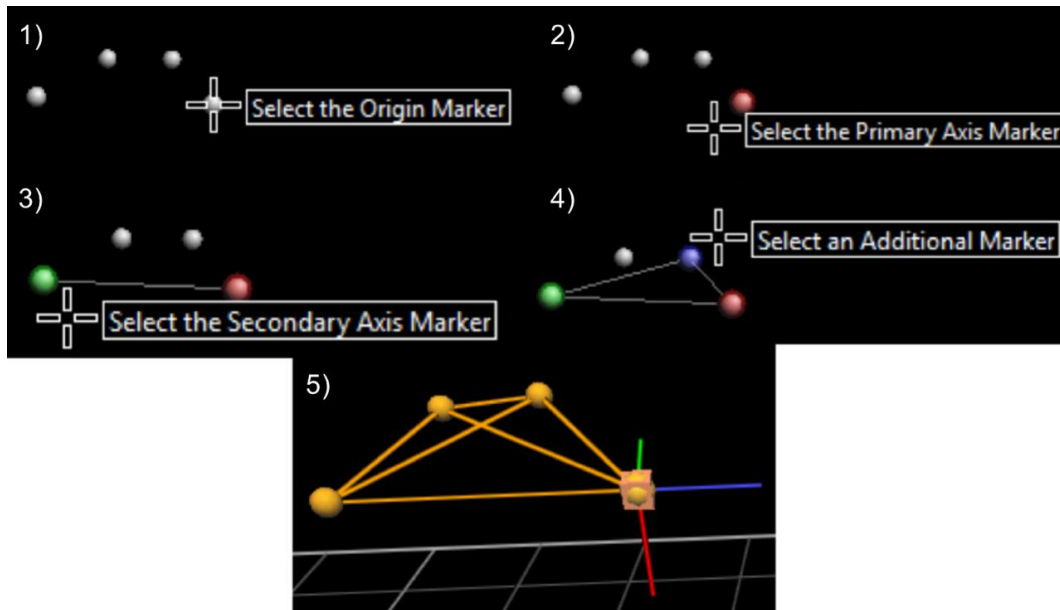 1)
Select the Origin Marker
2)
Select the Primary Axis Marker
3)
Select the Secondary Axis Marker
4)
Select an Additional Marker
5)